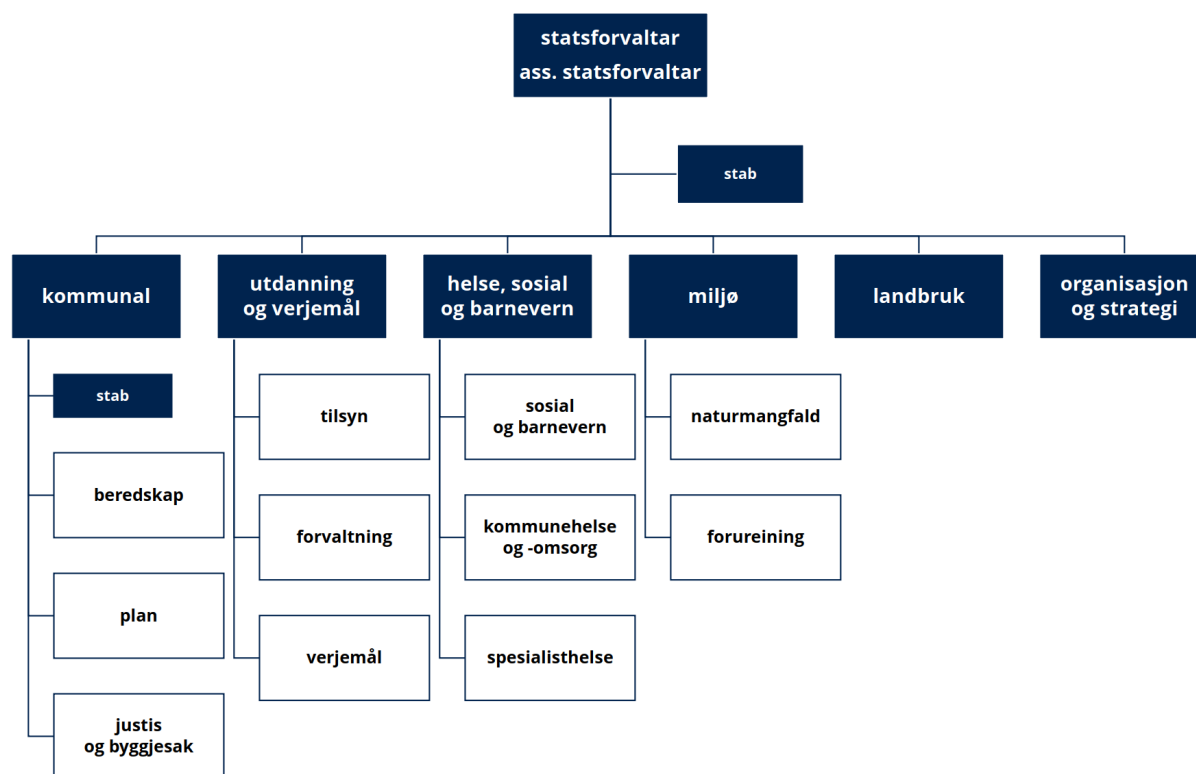 statsforvaltar
ass. statsforvaltar
stab
kommunal
utdanning
og verjemål
helse, sosial
og barnevern
miljø
landbruk
organisasjon
og strategi
stab
beredskap
plan
justis
og byggjesak
tilsyn
forvaltning
verjemål
sosial
og barnevern
kommunehelse
og -omsorg
spesialisthelse
naturmangfald
forureining